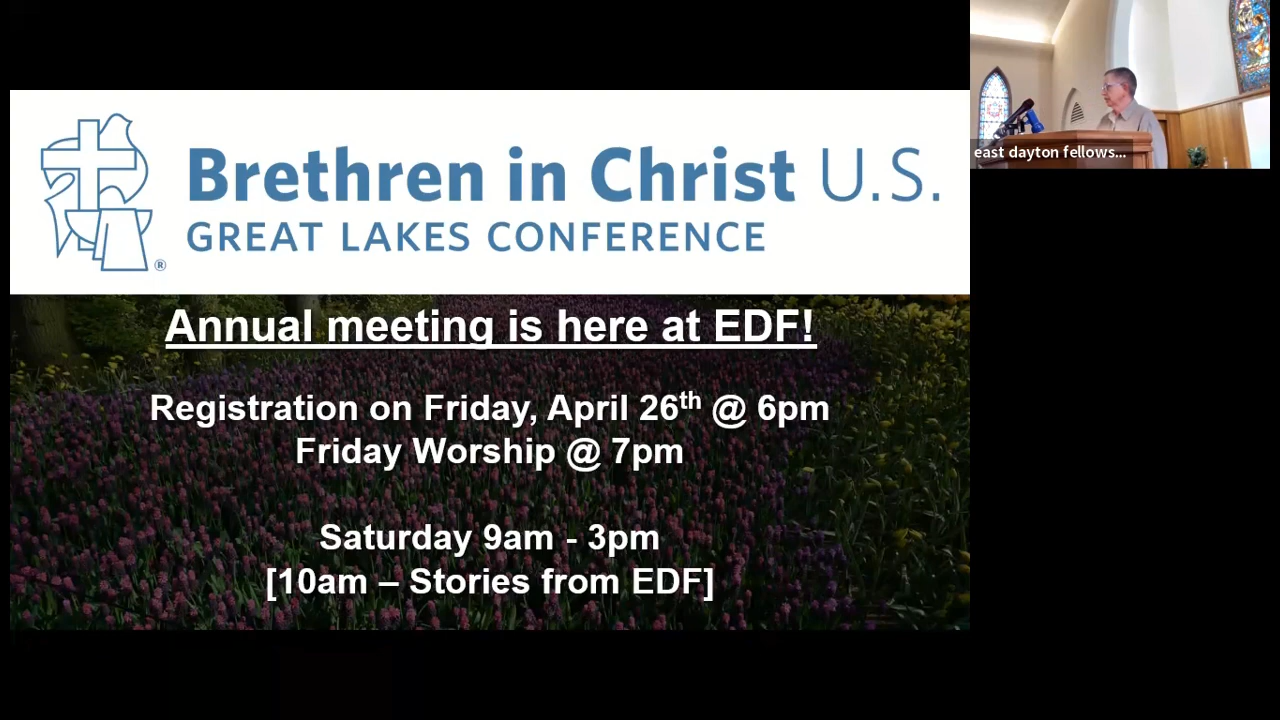 Brethren in Christ U.S.
GREAT LAKES CONFERENCE
®
Annual meeting is here at EDF!
Registration on Friday, April 26th @ 6pm
Friday Worship @ 7pm
Saturday 9am - 3pm
[10am – Stories from EDF]
east dayton fellows...